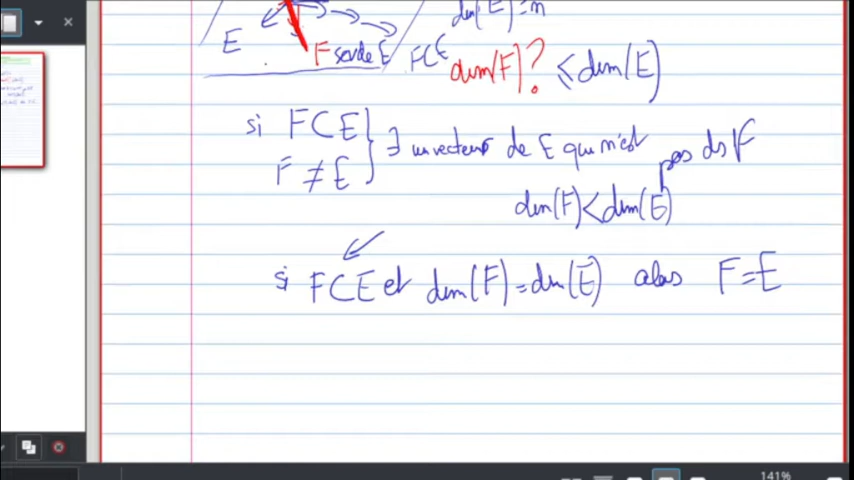 dim(E)=n
E
F sev de E
F⊂E
dim(F)? ≤ dim(E)
si F⊂E
F ≠ E
} ∃ un vecteur de E qui n'est pas ds F
dim(F)<dim(E)
si F⊂E et dim(F)=dim(E) alors F=E
141%